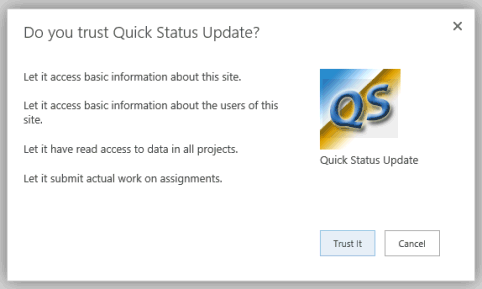 Do you trust Quick Status Update?
Let it access basic information about this site.
Let it access basic information about the users of this
site.
Let it have read access to data in all projects.
Let it submit actual work on assignments.
QS
Quick Status Update
Trust It
Cancel